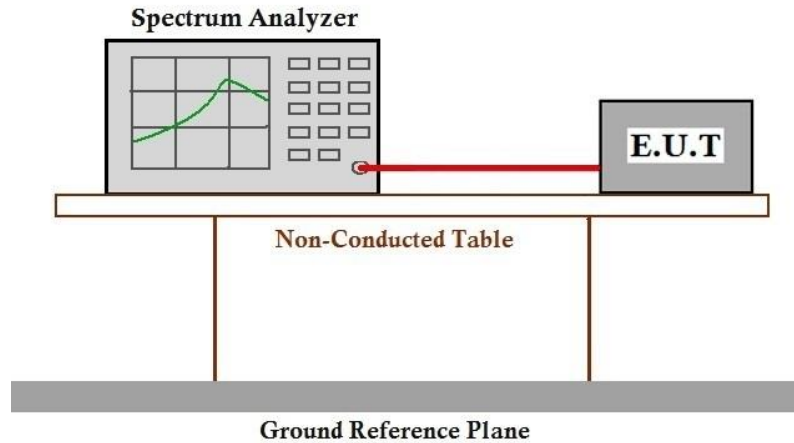 Spectrum Analyzer
E.U.T
Non-Conducted Table
Ground Reference Plane